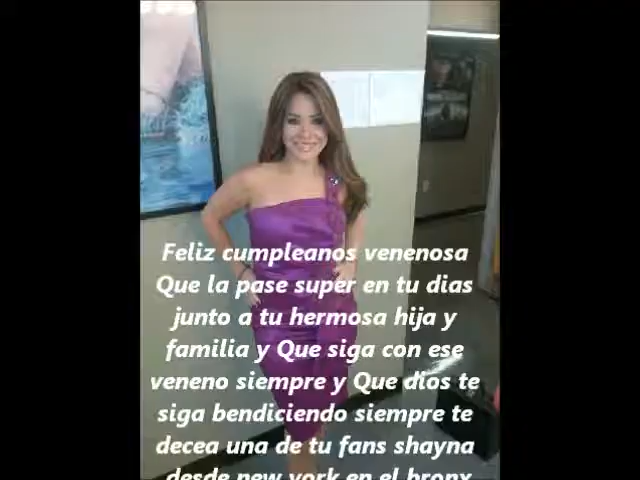 Feliz cumpleanos venenosa
Que la pase super en tu dias
junto a tu hermosa hija y
familia y Que siga con ese
veneno siempre y Que dios te
siga bendiciendo siempre te
decea una de tu fans shayna
desde new york en el bronx